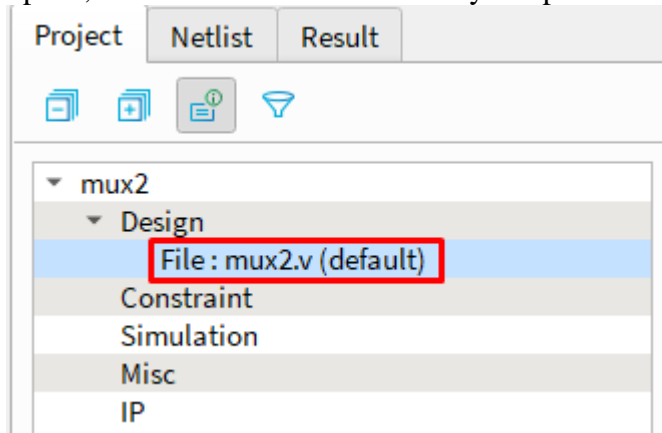 Project Netlist Result
mux2
Design
File : mux2.v (default)
Constraint
Simulation
Misc
IP